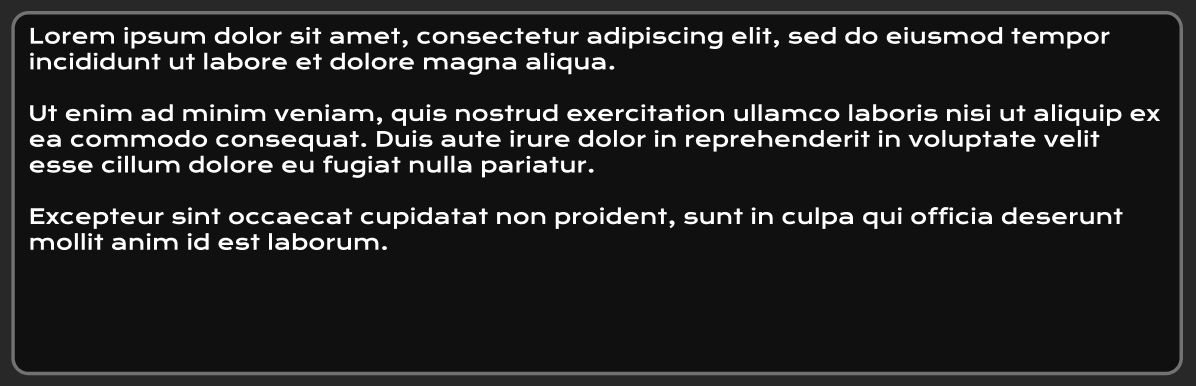 Lorem ipsum dolor sit amet, consectetur adipiscing elit, sed do eiusmod tempor
incididunt ut labore et dolore magna aliqua.
Ut enim ad minim veniam, quis nostrud exercitation ullamco laboris nisi ut aliquip ex
ea commodo consequat. Duis aute irure dolor in reprehenderit in voluptate velit
esse cillum dolore eu fugiat nulla pariatur.
Excepteur sint occaecat cupidatat non proident, sunt in culpa qui officia deserunt
mollit anim id est laborum.